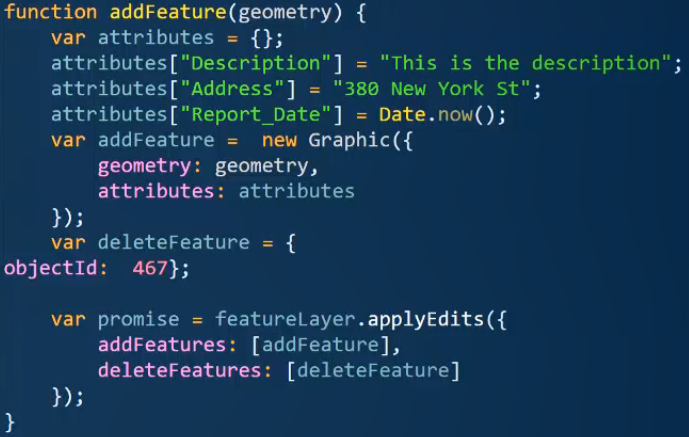 function addFeature(geometry) {
    var attributes = {};
    attributes["Description"] = "This is the description";
    attributes["Address"] = "380 New York St";
    attributes["Report_Date"] = Date.now();
    var addFeature =  new Graphic({
        geometry: geometry,
        attributes: attributes
    });
    var deleteFeature = {
objectId:  467};

    var promise = featureLayer.applyEdits({
        addFeatures: [addFeature],
        deleteFeatures: [deleteFeature]
    });
}